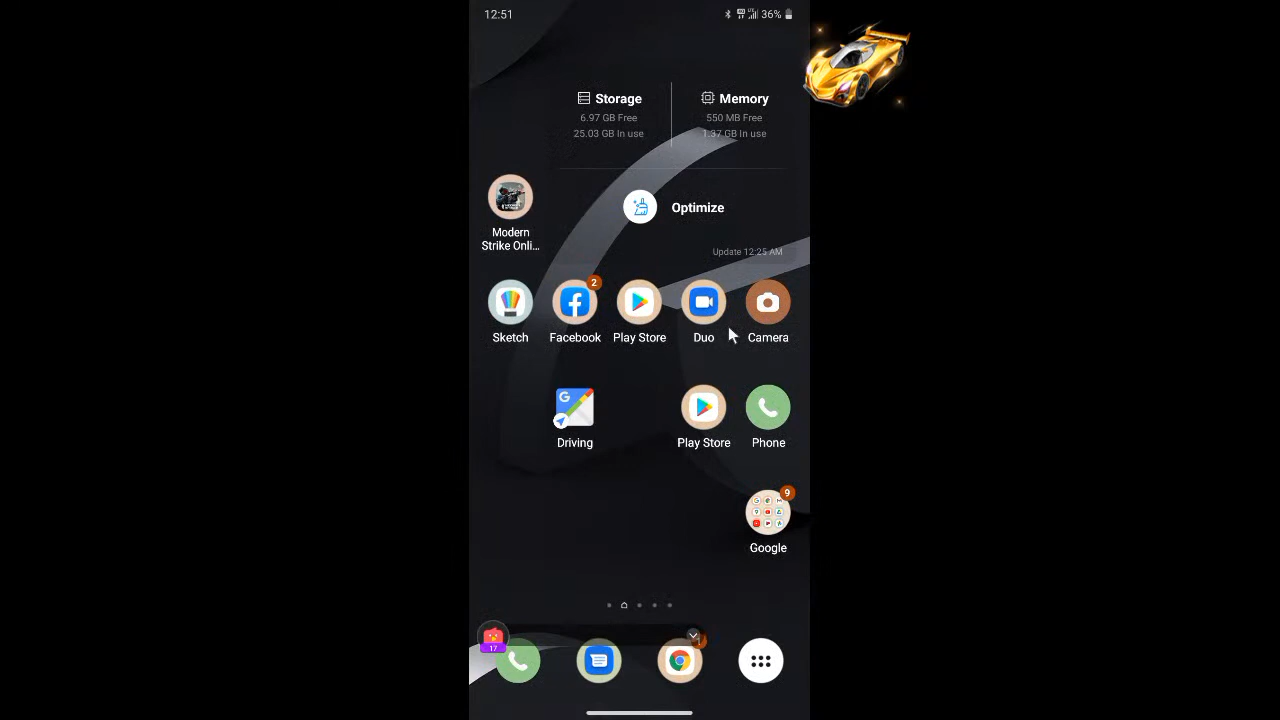 12:51
36%
Storage
6.97 GB Free
25.03 GB In use
Memory
550 MB Free
1.37 GB In use
Optimize
Update 12:25 AM
Modern
Strike Onli...
Sketch
2
Facebook
Play Store
Duo
Camera
Driving
Play Store
Phone
9
Google
17